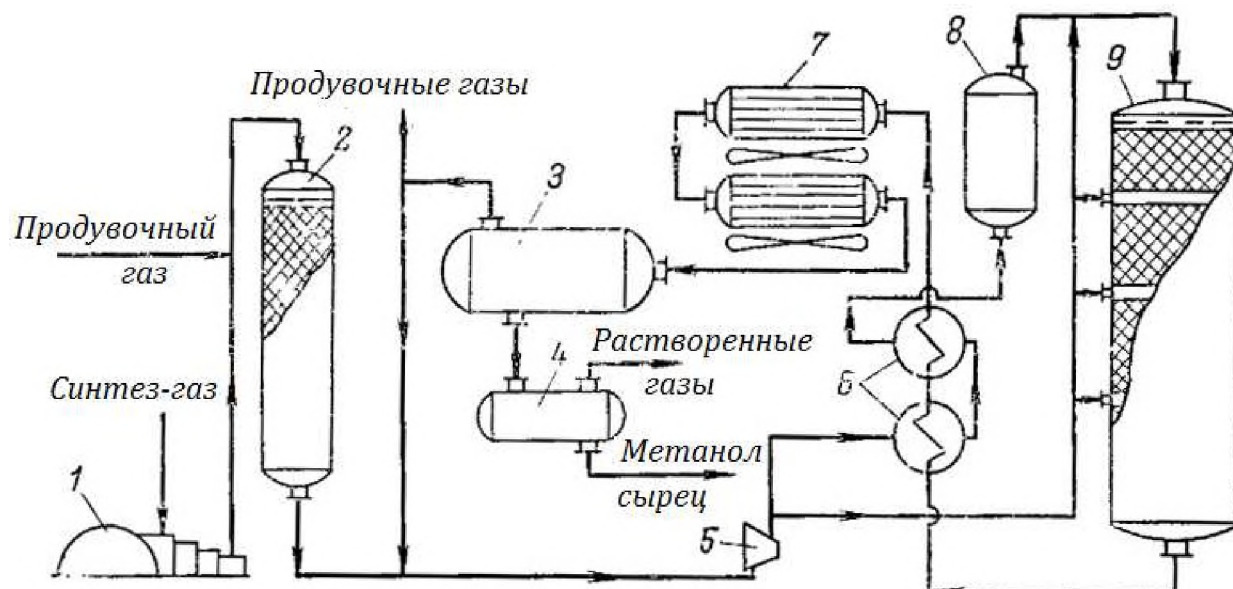 Продувочные газы
7
8
9
2
3
Продувочный
газ
4
Растворенные
газы
6
Синтез-газ
Метанол
сырец
1
5